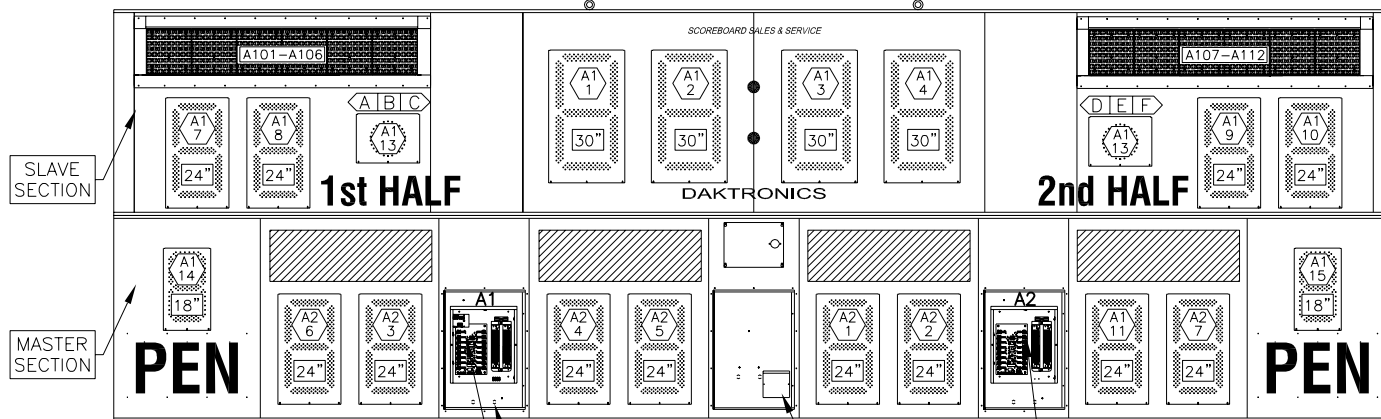 SCOREBOARD SALES & SERVICE
A101-A106
A107-A112
A1
7
24"
A1
8
24"
A B C
A1
13
1st HALF
A1
1
30"
A1
2
30"
A1
3
30"
A1
4
30"
DAKTRONICS
D E F
A1
13
2nd HALF
A1
9
24"
A1
10
24"
SLAVE
SECTION
MASTER
SECTION
A1
14
18"
PEN
A2
6
24"
A2
3
24"
A1
A2
4
24"
A2
5
24"
A2
1
24"
A2
2
24"
A2
A1
11
24"
A2
7
24"
A1
15
18"
PEN